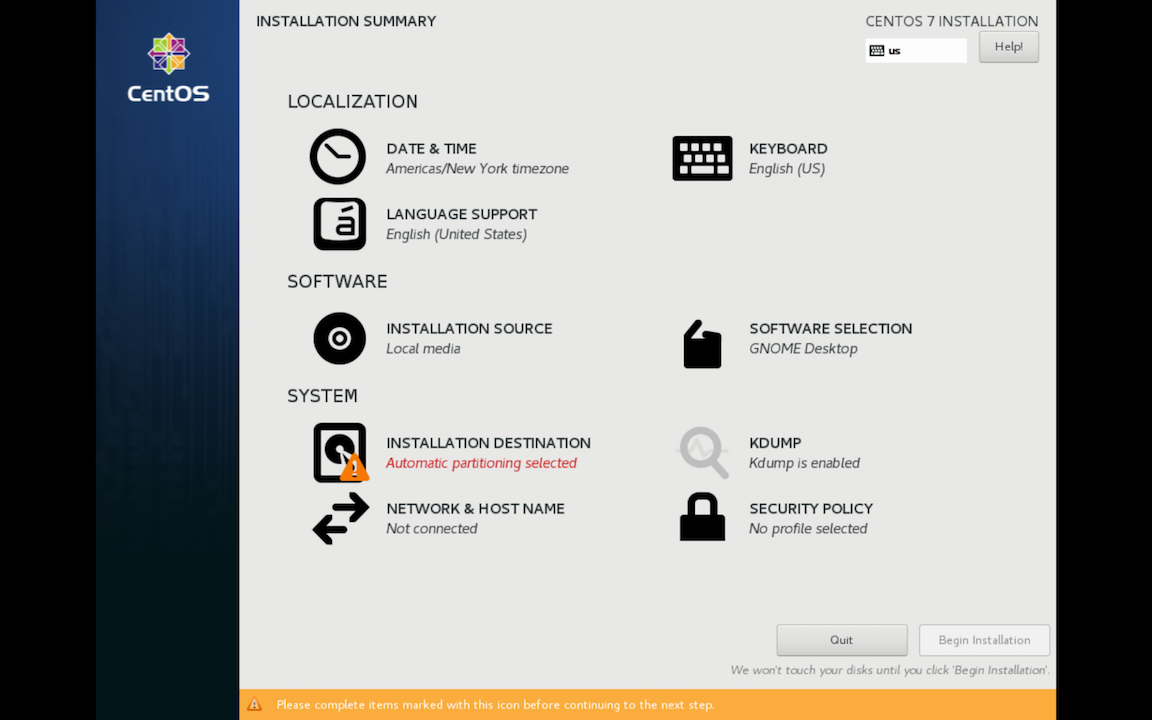 INSTALLATION SUMMARY
CENTOS 7 INSTALLATION
us
Help!
CentOS
LOCALIZATION
DATE & TIME
Americas/New York timezone
KEYBOARD
English (US)
á
LANGUAGE SUPPORT
English (United States)
SOFTWARE
INSTALLATION SOURCE
Local media
SOFTWARE SELECTION
GNOME Desktop
SYSTEM
INSTALLATION DESTINATION
Automatic partitioning selected
KDUMP
Kdump is enabled
NETWORK & HOST NAME
Not connected
SECURITY POLICY
No profile selected
Quit
Begin Installation
We won't touch your disks until you click 'Begin Installation'.
Please complete items marked with this icon before continuing to the next step.